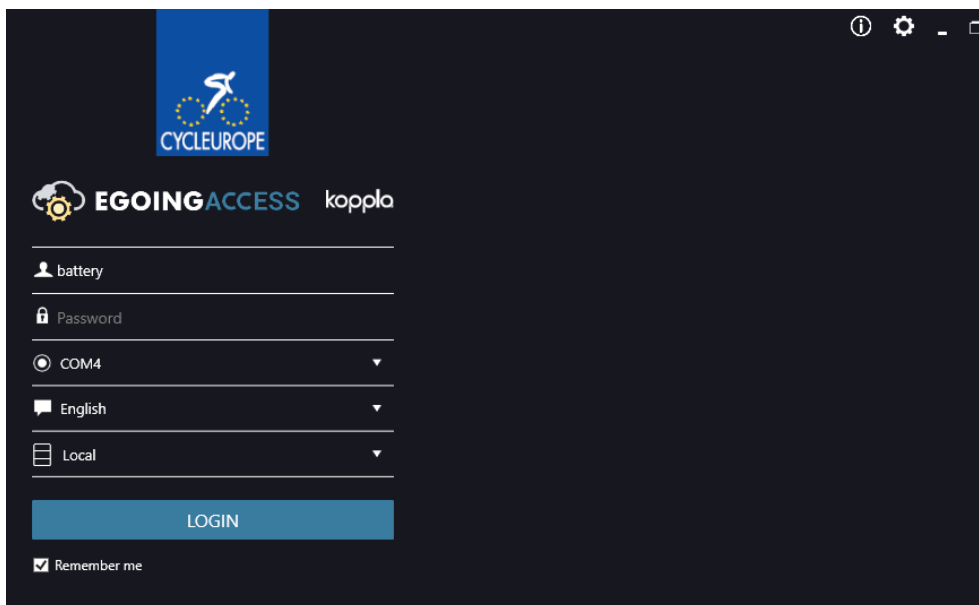 CYCLEUROPE
EGOINGACCESS koppla
battery
Password
COM4
English
Local
LOGIN
Remember me